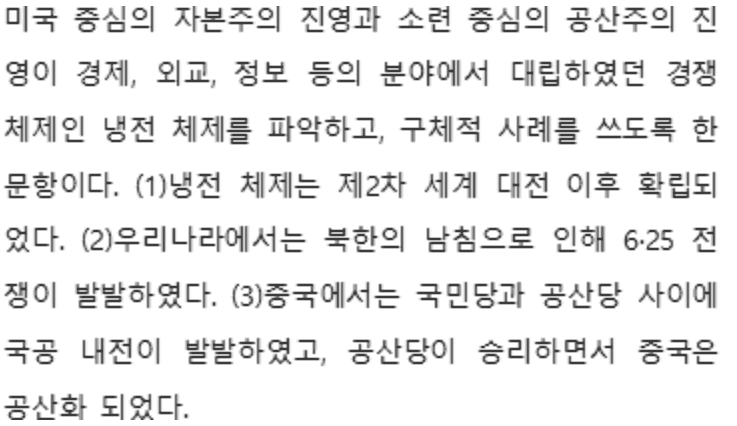 미국 중심의 자본주의 진영과 소련 중심의 공산주의 진
영이 경제, 외교, 정보 등의 분야에서 대립하였던 경쟁
체제인 냉전 체제를 파악하고, 구체적 사례를 쓰도록 한
문항이다. (1)냉전 체제는 제2차 세계 대전 이후 확립되
었다. (2)우리나라에서는 북한의 남침으로 인해 6·25 전
쟁이 발발하였다. (3)중국에서는 국민당과 공산당 사이에
국공 내전이 발발하였고, 공산당이 승리하면서 중국은
공산화 되었다.